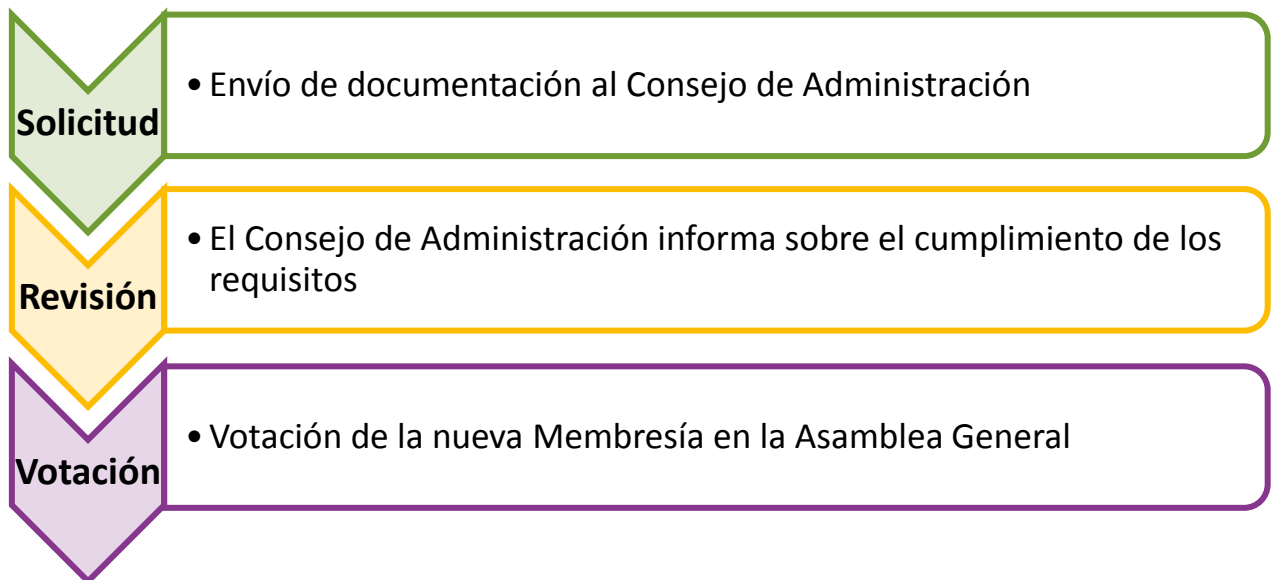 Solicitud
• Envío de documentación al Consejo de Administración
Revisión
• El Consejo de Administración informa sobre el cumplimiento de los
requisitos
Votación
• Votación de la nueva Membresía en la Asamblea General